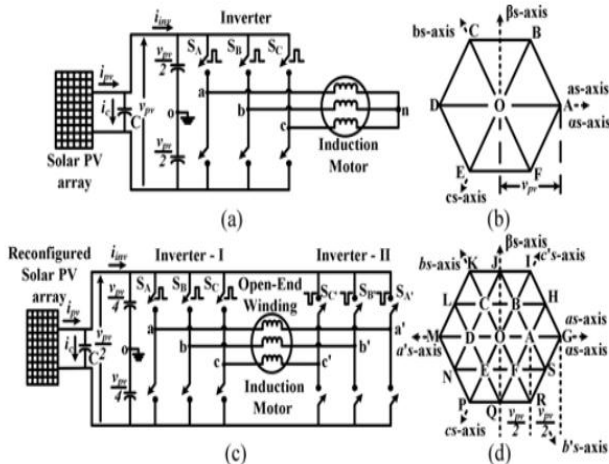 (a)
i_inv
Inverter
v_pv/2
S_A
S_B
S_C
i_pv
i_c
C
v_pv
o
a
b
c
n
v_pv/2
Solar PV
array
Induction
Motor
(a)
βs-axis
bs-axis
C
B
as-axis
D
O
A
αs-axis
E
F
cs-axis
v_pv
(b)
Reconfigured
Solar PV
array
i_inv
Inverter - I
Inverter - II
S_A
S_B
S_C
Open-End
Winding
S_C'
S_B'
S_A'
i_pv
v_pv/4
i_c
C
v_pv/2
o
a
a'
b
b'
c
c'
v_pv/4
Induction
Motor
(c)
βs-axis
bs-axis
K
J
I
c's-axis
L
C
B
H
as-axis
M
D
O
A
G
a's-axis
αs-axis
N
E
F
S
P
Q
R
cs-axis
v_pv/2
v_pv/2
b's-axis
(d)